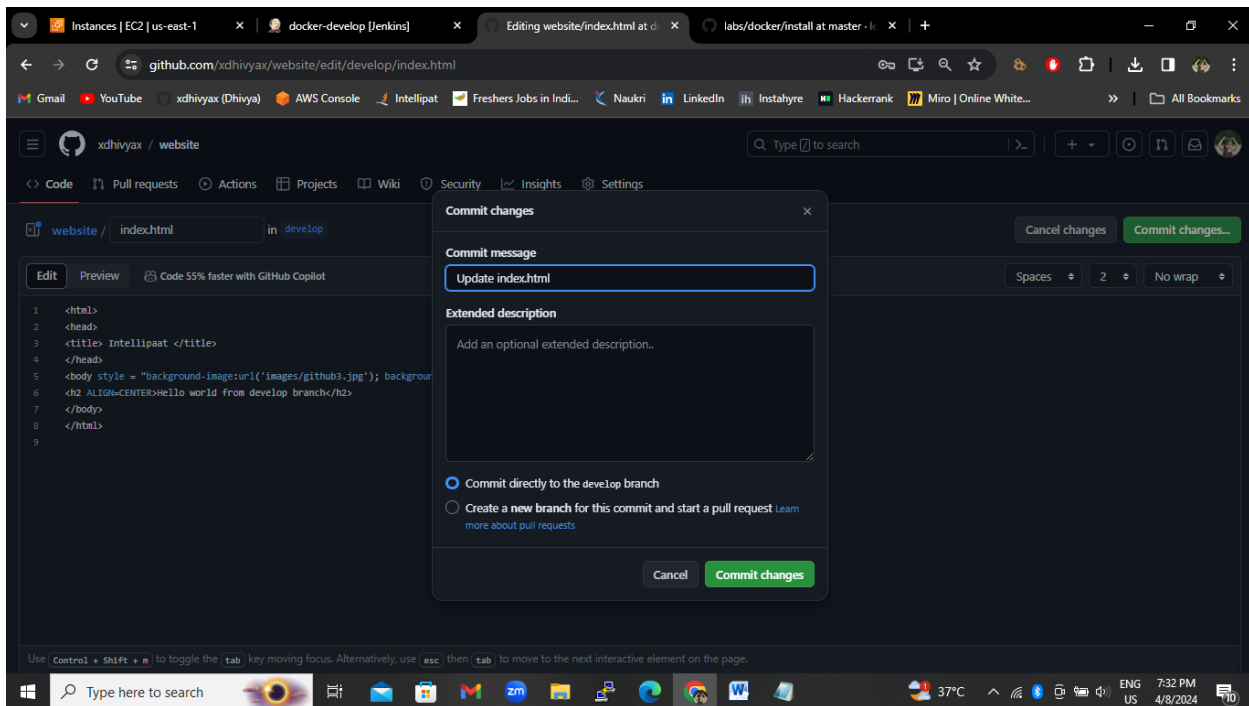 Instances | EC2 | us-east-1
docker-develop [Jenkins]
Editing website/index.html at d
labs/docker/install at master · le
github.com/xdhivyax/website/edit/develop/index.html
Gmail YouTube xdhivyax (Dhivya) AWS Console Intellipat Freshers Jobs in Indi... Naukri LinkedIn Instahyre Hackerrank Miro | Online White... » All Bookmarks
xdhivyax / website
Type / to search
Code Pull requests Actions Projects Wiki Security Insights Settings
website / index.html in develop
Cancel changes Commit changes...
Edit Preview Code 55% faster with GitHub Copilot
Spaces 2 No wrap
1 <html>
2 <head>
3 <title> Intellipaat </title>
4 </head>
5 <body style = "background-image:url('images/github3.jpg'); backgroun
6 <h2 ALIGN=CENTER>Hello world from develop branch</h2>
7 </body>
8 </html>
9
Commit changes
Commit message
Update index.html
Extended description
Add an optional extended description..
Commit directly to the develop branch
Create a new branch for this commit and start a pull request Learn
more about pull requests
Cancel Commit changes
Use Control + Shift + m to toggle the tab key moving focus. Alternatively, use esc then tab to move to the next interactive element on the page.
Type here to search
37°C
ENG
US
7:32 PM
4/8/2024
10